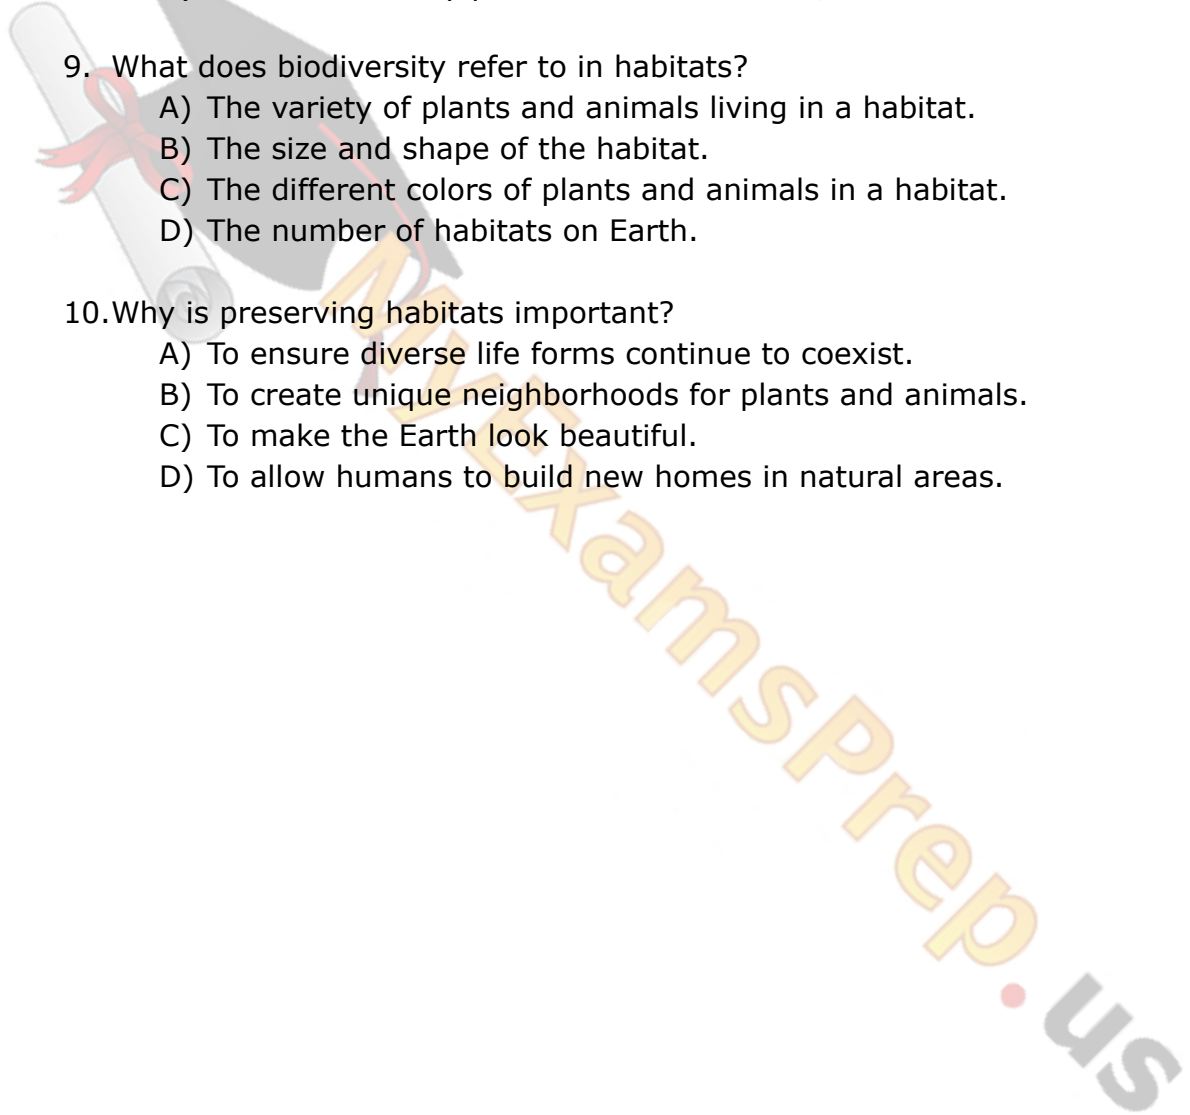 9. What does biodiversity refer to in habitats?
A) The variety of plants and animals living in a habitat.
B) The size and shape of the habitat.
C) The different colors of plants and animals in a habitat.
D) The number of habitats on Earth.
10.Why is preserving habitats important?
A) To ensure diverse life forms continue to coexist.
B) To create unique neighborhoods for plants and animals.
C) To make the Earth look beautiful.
D) To allow humans to build new homes in natural areas.
MyExamsPrep.us